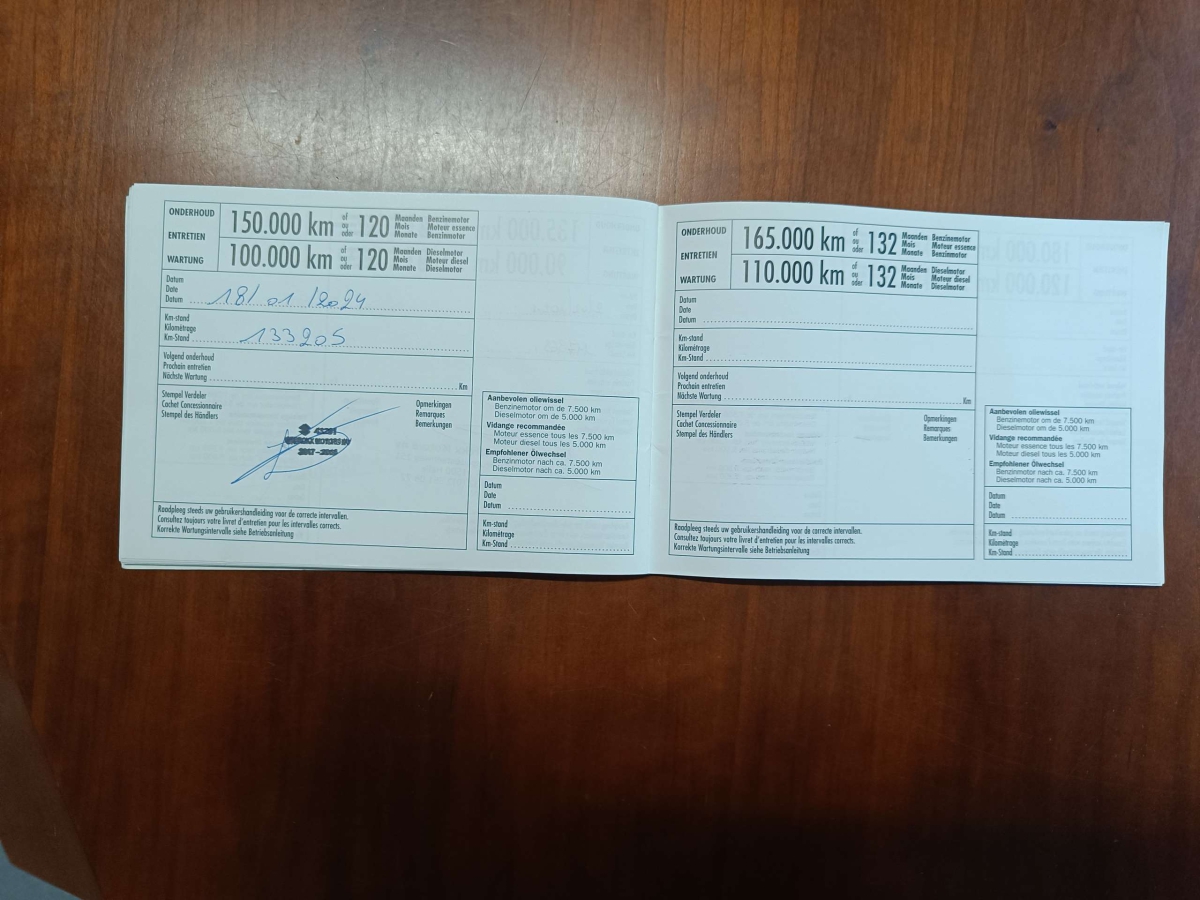 ONDERHOUD
ENTRETIEN
WARTUNG
150.000 km of ou oder 120 Maanden Mois Monate Benzinemotor Moteur essence Benzinmotor
100.000 km of ou oder 120 Maanden Mois Monate Dieselmotor Moteur diesel Dieselmotor
Datum
Date
Datum 18/01/2024
Km-stand
Kilométrage
Km-Stand 133205
Volgend onderhoud
Prochain entretien
Nächste Wartung Km
Stempel Verdeler
Cachet Concessionnaire
Stempel des Händlers
Opmerkingen
Remarques
Bemerkungen
Raadpleeg steeds uw gebruikershandleiding voor de correcte intervallen.
Consultez toujours votre livret d'entretien pour les intervalles corrects.
Korrekte Wartungsintervalle siehe Betriebsanleitung
Aanbevolen oliewissel
Benzinemotor om de 7.500 km
Dieselmotor om de 5.000 km
Vidange recommandée
Moteur essence tous les 7.500 km
Moteur diesel tous les 5.000 km
Empfohlener Ölwechsel
Benzinmotor nach ca. 7.500 km
Dieselmotor nach ca. 5.000 km
Datum
Date
Datum
Km-stand
Kilométrage
Km-Stand
ONDERHOUD
ENTRETIEN
WARTUNG
165.000 km of ou oder 132 Maanden Mois Monate Benzinemotor Moteur essence Benzinmotor
110.000 km of ou oder 132 Maanden Mois Monate Dieselmotor Moteur diesel Dieselmotor
Datum
Date
Datum
Km-stand
Kilométrage
Km-Stand
Volgend onderhoud
Prochain entretien
Nächste Wartung Km
Stempel Verdeler
Cachet Concessionnaire
Stempel des Händlers
Opmerkingen
Remarques
Bemerkungen
Raadpleeg steeds uw gebruikershandleiding voor de correcte intervallen.
Consultez toujours votre livret d'entretien pour les intervalles corrects.
Korrekte Wartungsintervalle siehe Betriebsanleitung
Aanbevolen oliewissel
Benzinemotor om de 7.500 km
Dieselmotor om de 5.000 km
Vidange recommandée
Moteur essence tous les 7.500 km
Moteur diesel tous les 5.000 km
Empfohlener Ölwechsel
Benzinmotor nach ca. 7.500 km
Dieselmotor nach ca. 5.000 km
Datum
Date
Datum
Km-stand
Kilométrage
Km-Stand